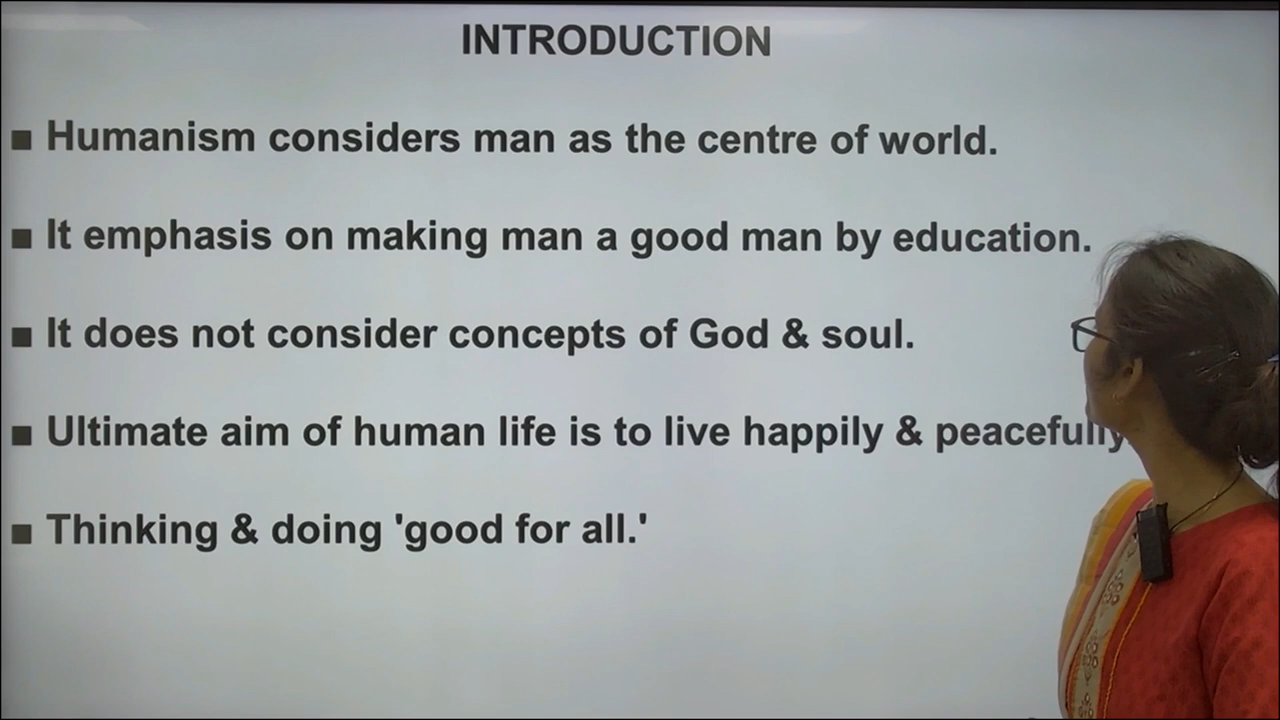 INTRODUCTION
■ Humanism considers man as the centre of world.
■ It emphasis on making man a good man by education.
■ It does not consider concepts of God & soul.
■ Ultimate aim of human life is to live happily & peacefully
■ Thinking & doing 'good for all.'